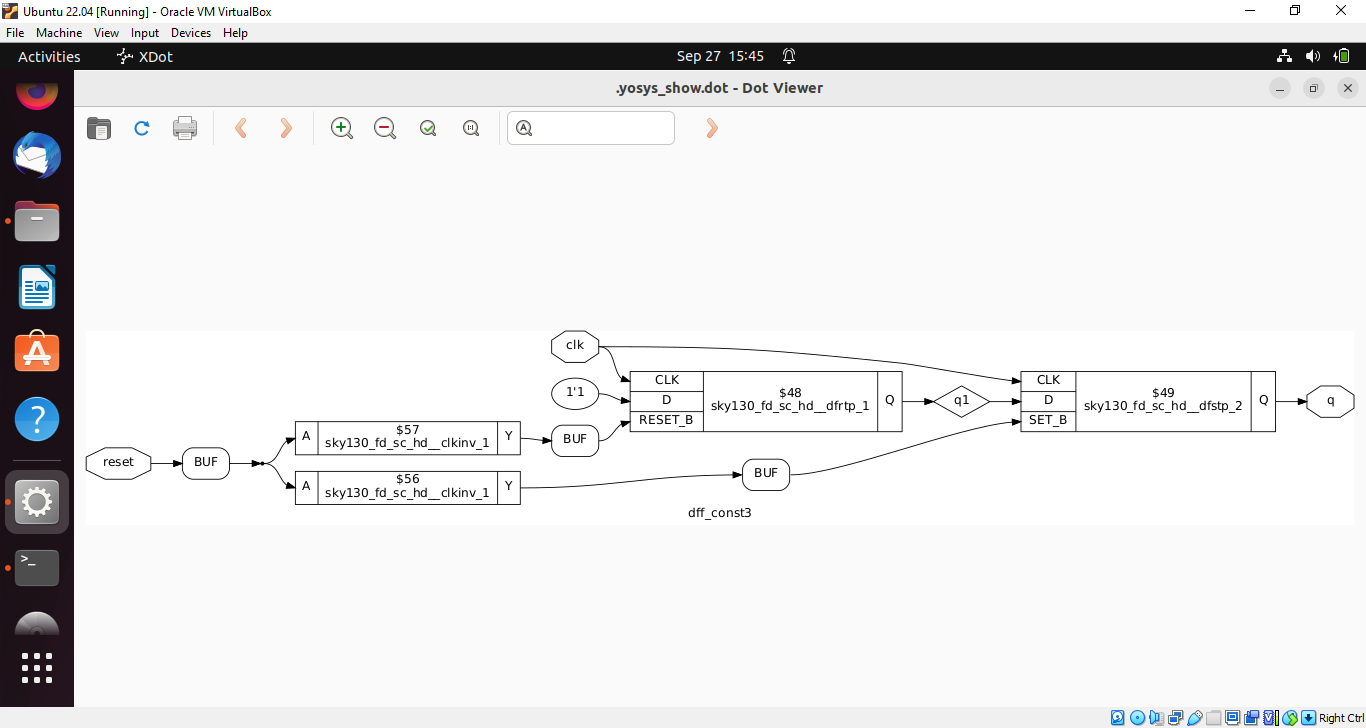 Ubuntu 22.04 [Running] - Oracle VM VirtualBox
File Machine View Input Devices Help
Activities XDot Sep 27 15:45
.yosys_show.dot - Dot Viewer
clk
CLK
1'1
D
$48
sky130_fd_sc_hd__dfrtp_1
Q
RESET_B
q1
CLK
D
$49
sky130_fd_sc_hd__dfstp_2
Q
SET_B
q
reset
BUF
A
$57
sky130_fd_sc_hd__clkinv_1
Y
BUF
A
$56
sky130_fd_sc_hd__clkinv_1
Y
BUF
dff_const3
Right Ctrl